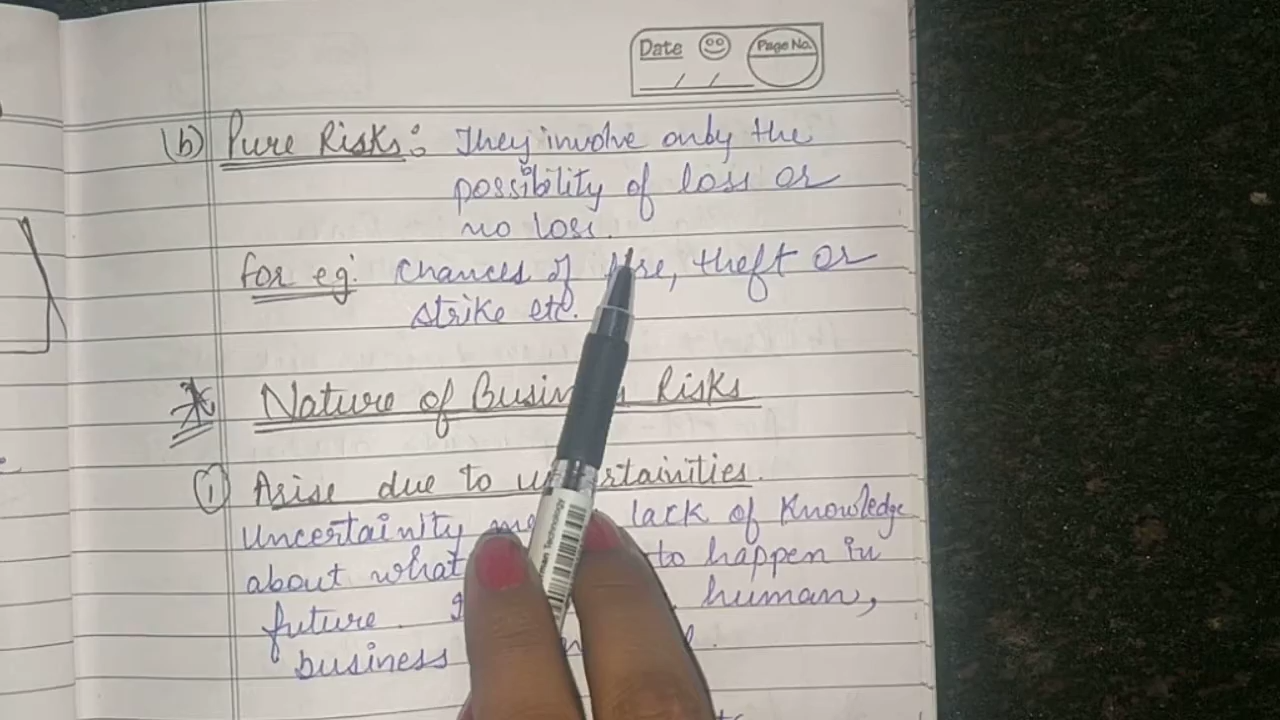 Date
Page No.
(b) Pure Risks: They involve only the
possibility of loss or
no loss.
for eg: chances of fire, theft or
strike etc.
Nature of Business Risks
(1) Arise due to uncertainities.
Uncertainity lack of Knowledge
about what to happen in
future. human,
business